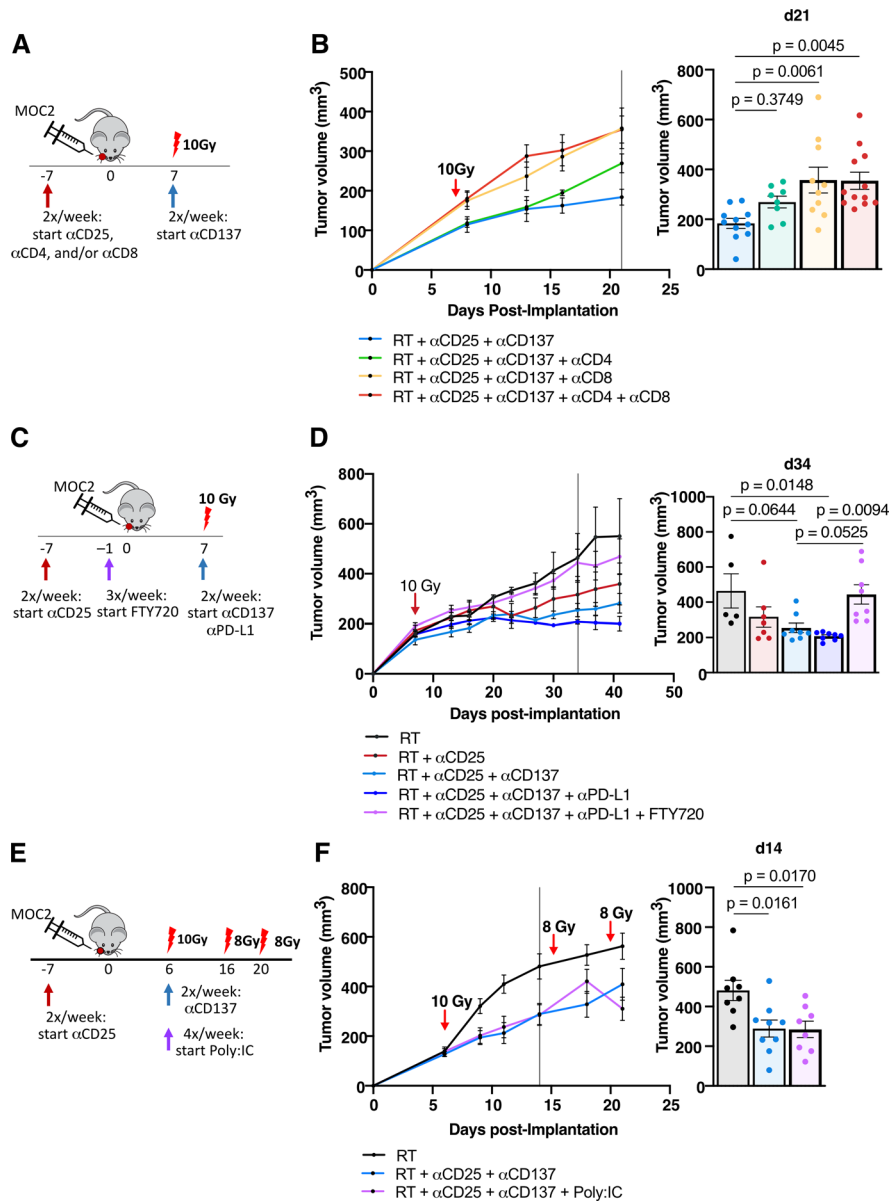 A
MOC2
10Gy
-7
0
7
2x/week:
start αCD25,
αCD4, and/or αCD8
2x/week:
start αCD137
B
Tumor volume (mm³)
500
400
300
200
100
0
10Gy
0
5
10
15
20
25
Days Post-Implantation
RT + αCD25 + αCD137
RT + αCD25 + αCD137 + αCD4
RT + αCD25 + αCD137 + αCD8
RT + αCD25 + αCD137 + αCD4 + αCD8
d21
p = 0.0045
p = 0.0061
p = 0.3749
Tumor volume (mm³)
800
600
400
200
0
C
MOC2
10 Gy
-7
−1
0
7
2x/week:
start αCD25
3x/week:
start FTY720
2x/week:
start αCD137
αPD-L1
D
Tumor volume (mm³)
800
600
400
200
0
10 Gy
0
10
20
30
40
50
Days post-implantation
RT
RT + αCD25
RT + αCD25 + αCD137
RT + αCD25 + αCD137 + αPD-L1
RT + αCD25 + αCD137 + αPD-L1 + FTY720
d34
p = 0.0148
p = 0.0644
p = 0.0094
p = 0.0525
Tumor volume (mm³)
1000
800
600
400
200
0
E
MOC2
10Gy
8Gy
8Gy
-7
0
6
16
20
2x/week:
start αCD25
2x/week:
αCD137
4x/week:
start Poly:IC
F
Tumor volume (mm³)
800
600
400
200
0
10 Gy
8 Gy
8 Gy
0
5
10
15
20
25
Days post-Implantation
RT
RT + αCD25 + αCD137
RT + αCD25 + αCD137 + Poly:IC
d14
p = 0.0170
p = 0.0161
Tumor volume (mm³)
1000
800
600
400
200
0